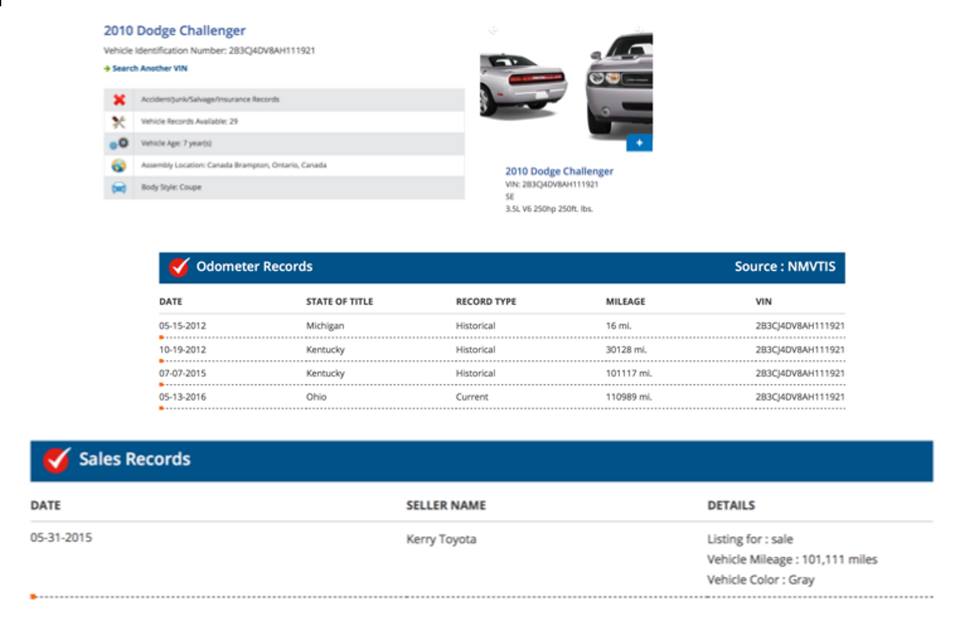 2010 Dodge Challenger
Vehicle Identification Number: 2B3CJ4DV8AH111921
Search Another VIN
Accident/Junk/Salvage/Insurance Records
Vehicle Records Available: 29
Vehicle Age: 7 year(s)
Assembly Location: Canada Brampton, Ontario, Canada
Body Style: Coupe
+
2010 Dodge Challenger
VIN: 2B3CJ4DV8AH111921
SE
3.5L V6 250hp 250ft. lbs.
Odometer Records Source : NMVTIS
DATE STATE OF TITLE RECORD TYPE MILEAGE VIN
05-15-2012 Michigan Historical 16 mi. 2B3CJ4DV8AH111921
10-19-2012 Kentucky Historical 30128 mi. 2B3CJ4DV8AH111921
07-07-2015 Kentucky Historical 101117 mi. 2B3CJ4DV8AH111921
05-13-2016 Ohio Current 110989 mi. 2B3CJ4DV8AH111921
Sales Records
DATE SELLER NAME DETAILS
05-31-2015 Kerry Toyota Listing for : sale
Vehicle Mileage : 101,111 miles
Vehicle Color : Gray